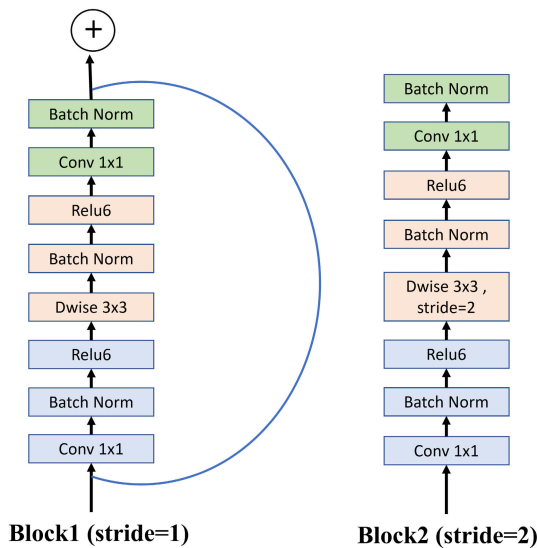 +
Batch Norm
Conv 1x1
Relu6
Batch Norm
Dwise 3x3
Relu6
Batch Norm
Conv 1x1
Block1 (stride=1)
Batch Norm
Conv 1x1
Relu6
Batch Norm
Dwise 3x3 ,
stride=2
Relu6
Batch Norm
Conv 1x1
Block2 (stride=2)